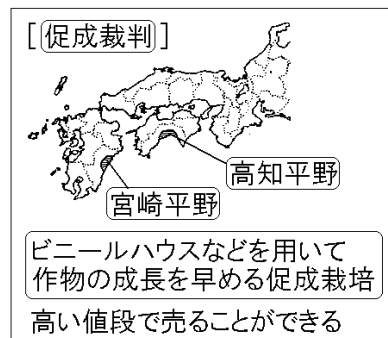 [促成裁判]
高知平野
宮崎平野
ビニールハウスなどを用いて
作物の成長を早める促成栽培
高い値段で売ることができる